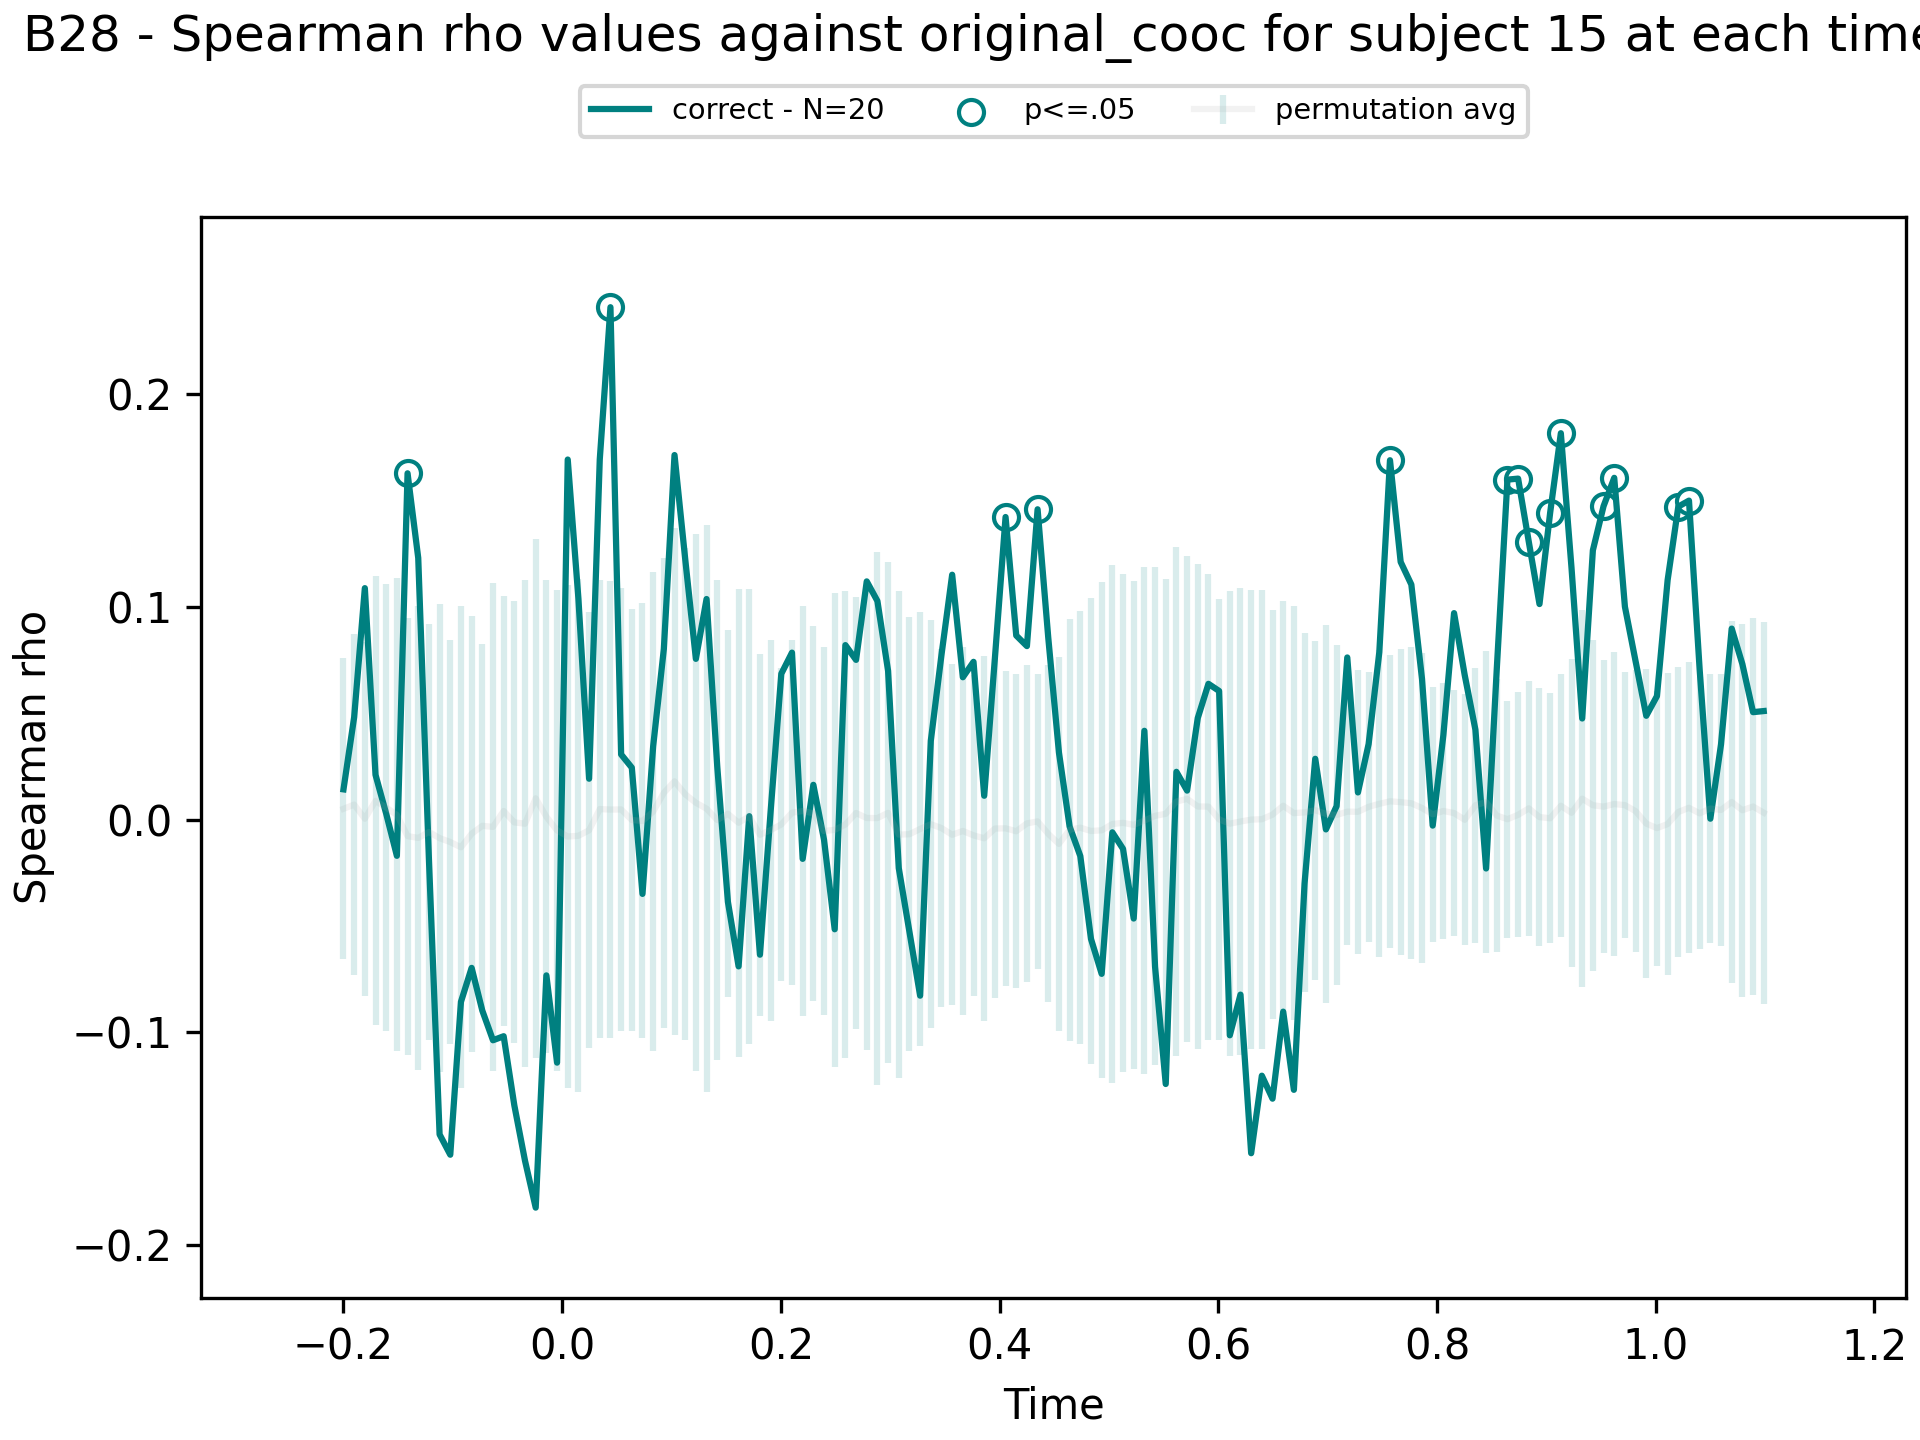 B28 - Spearman rho values against original_cooc for subject 15 at each time
correct - N=20 p<=.05 permutation avg
0.2
0.1
0.0
−0.1
−0.2
Spearman rho
−0.2 0.0 0.2 0.4 0.6 0.8 1.0 1.2
Time